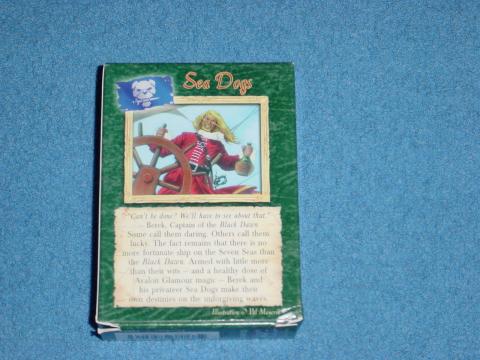 Sea Dogs
"Can't be done? We'll have to see about that."
– Berek, Captain of the Black Dawn
Some call them daring. Others call them
lucky. The fact remains that there is no
more fortunate ship on the Seven Seas than
the Black Dawn. Armed with little more
than their wits – and a healthy dose of
Avalon Glamour magic – Berek and
his privateer Sea Dogs make their
own destinies on the unforgiving waves.
Illustration of